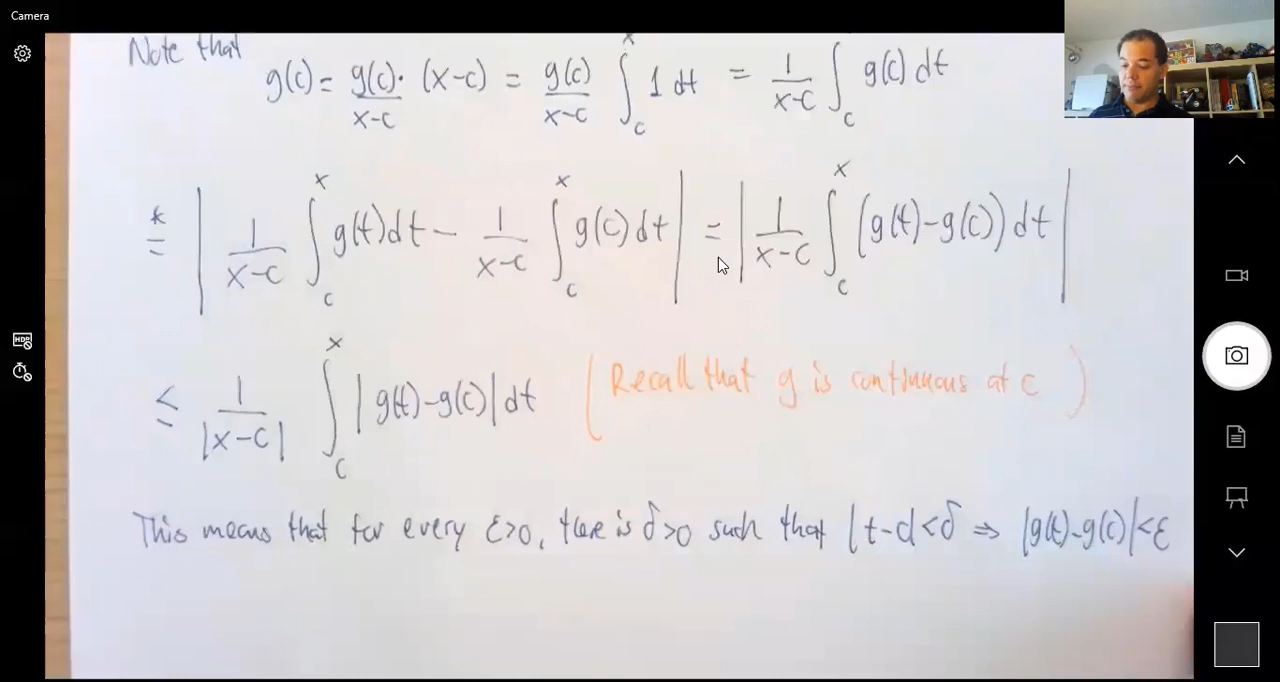 Camera
Note that
g(c) = g(c)/(x-c) · (x-c) = g(c)/(x-c) ∫_c^x 1 dt = 1/(x-c) ∫_c^x g(c) dt
*= | 1/(x-c) ∫_c^x g(t)dt - 1/(x-c) ∫_c^x g(c)dt | = | 1/(x-c) ∫_c^x (g(t)-g(c)) dt |
≤ 1/|x-c| ∫_c^x |g(t)-g(c)| dt (Recall that g is continuous at c)
This means that for every ε>0, there is δ>0 such that |t-c|<δ ⇒ |g(t)-g(c)|<ε